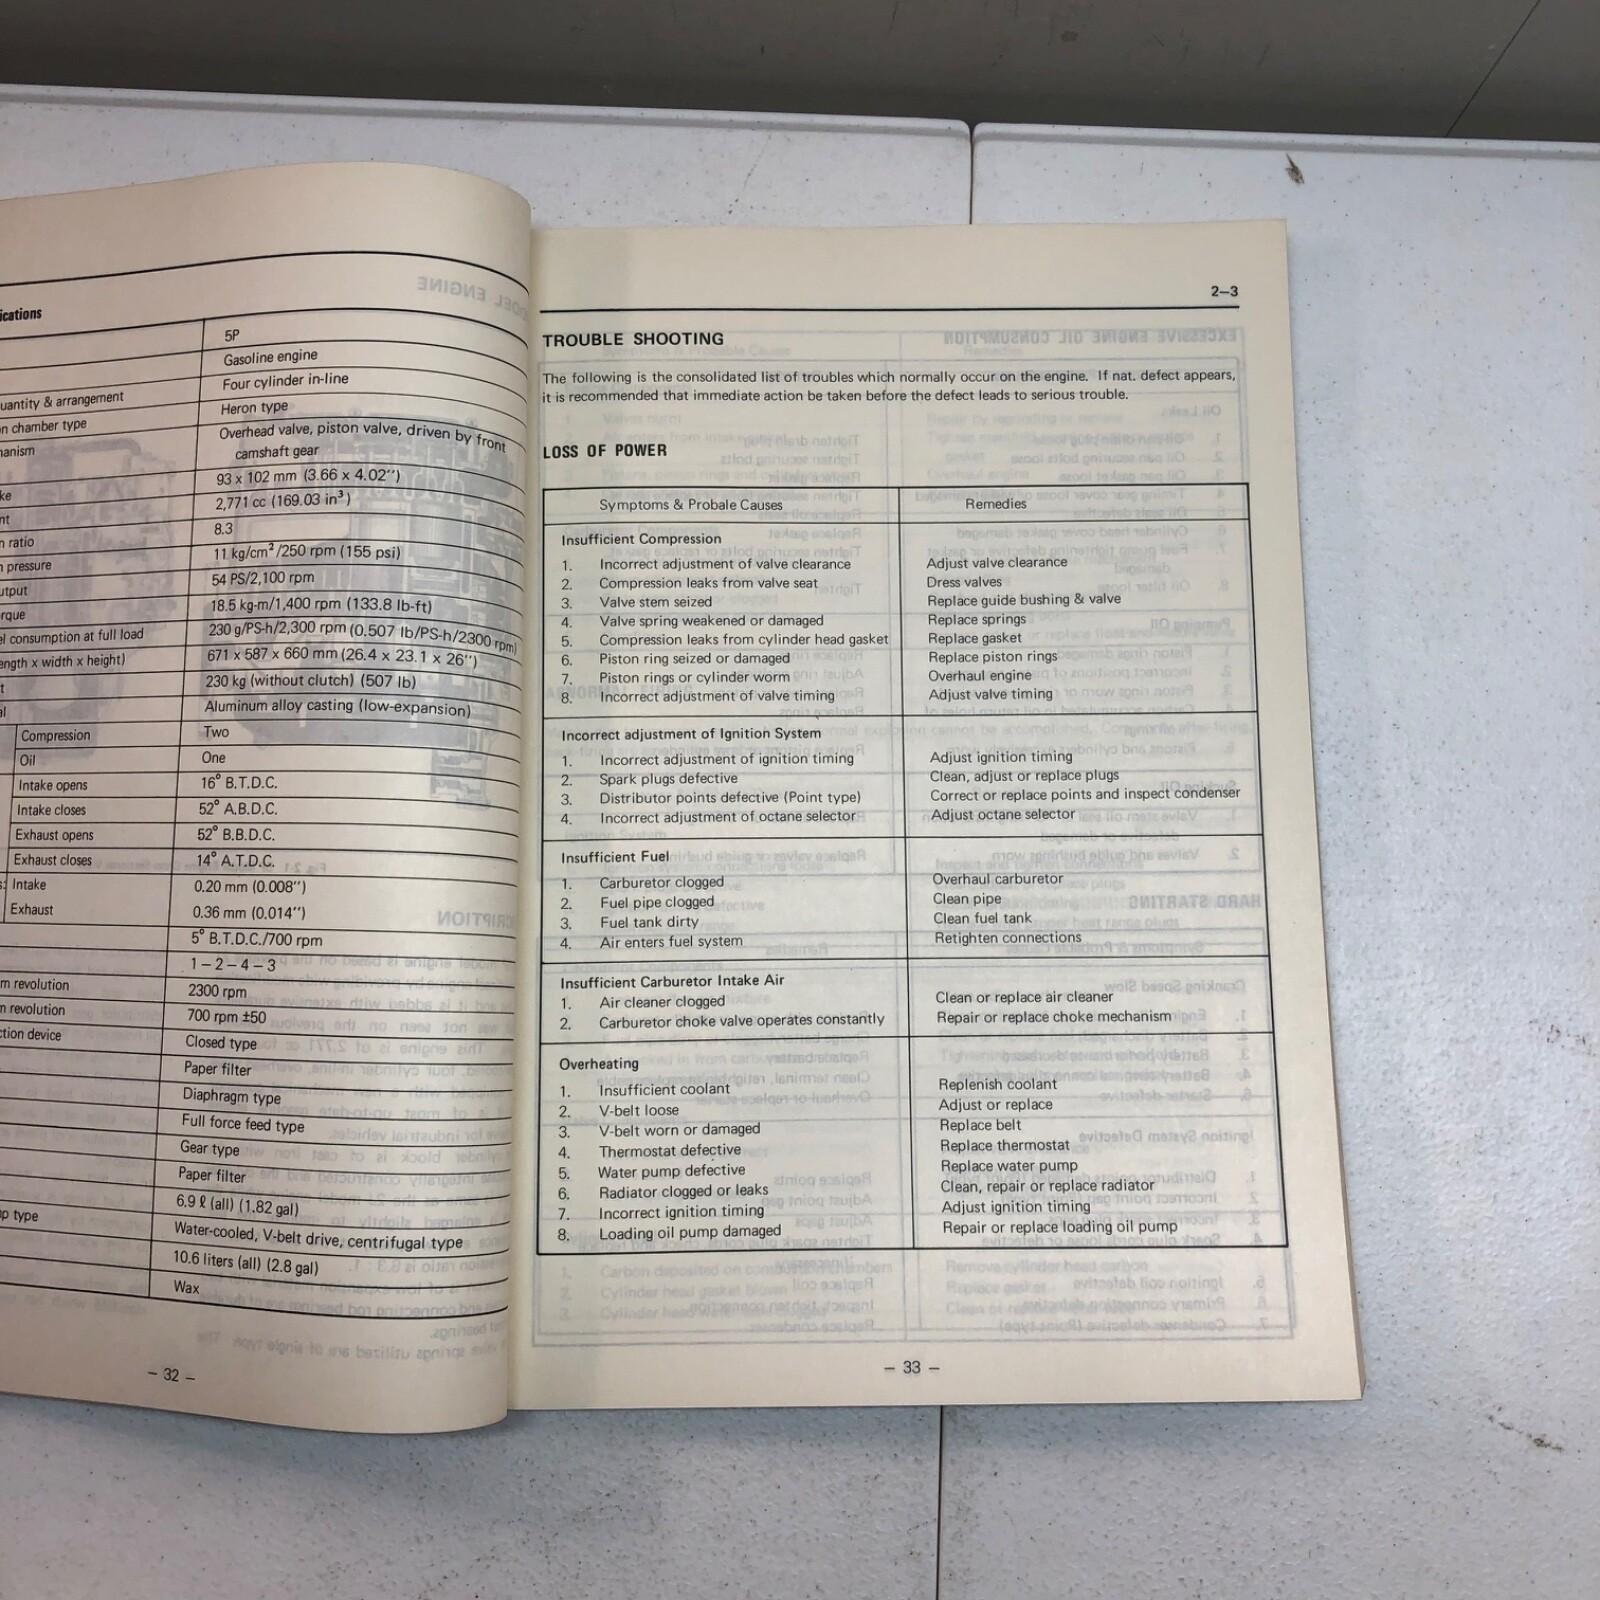 ications
5P
Gasoline engine
uantity & arrangement Four cylinder in-line
n chamber type Heron type
anism Overhead valve, piston valve, driven by front
camshaft gear
ke 93 x 102 mm (3.66 x 4.02'')
nt 2,771 cc (169.03 in³)
n ratio 8.3
n pressure 11 kg/cm²/250 rpm (155 psi)
utput 54 PS/2,100 rpm
rque 18.5 kg-m/1,400 rpm (133.8 lb-ft)
el consumption at full load 230 g/PS-h/2,300 rpm (0.507 lb/PS-h/2300 rpm)
ength x width x height) 671 x 587 x 660 mm (26.4 x 23.1 x 26'')
t 230 kg (without clutch) (507 lb)
al Aluminum alloy casting (low-expansion)
Compression Two
Oil One
Intake opens 16° B.T.D.C.
Intake closes 52° A.B.D.C.
Exhaust opens 52° B.B.D.C.
Exhaust closes 14° A.T.D.C.
s: Intake 0.20 mm (0.008'')
Exhaust 0.36 mm (0.014'')
5° B.T.D.C./700 rpm
1 – 2 – 4 – 3
m revolution 2300 rpm
m revolution 700 rpm ±50
ction device Closed type
Paper filter
Diaphragm type
Full force feed type
Gear type
Paper filter
6.9 ℓ (all) (1.82 gal)
p type Water-cooled, V-belt drive, centrifugal type
10.6 liters (all) (2.8 gal)
Wax
– 32 –
2–3
TROUBLE SHOOTING
The following is the consolidated list of troubles which normally occur on the engine. If nat. defect appears,
it is recommended that immediate action be taken before the defect leads to serious trouble.
LOSS OF POWER
Symptoms & Probale Causes Remedies
Insufficient Compression
1. Incorrect adjustment of valve clearance Adjust valve clearance
2. Compression leaks from valve seat Dress valves
3. Valve stem seized Replace guide bushing & valve
4. Valve spring weakened or damaged Replace springs
5. Compression leaks from cylinder head gasket Replace gasket
6. Piston ring seized or damaged Replace piston rings
7. Piston rings or cylinder worm Overhaul engine
8. Incorrect adjustment of valve timing Adjust valve timing
Incorrect adjustment of Ignition System
1. Incorrect adjustment of ignition timing Adjust ignition timing
2. Spark plugs defective Clean, adjust or replace plugs
3. Distributor points defective (Point type) Correct or replace points and inspect condenser
4. Incorrect adjustment of octane selector Adjust octane selector
Insufficient Fuel
1. Carburetor clogged Overhaul carburetor
2. Fuel pipe clogged Clean pipe
3. Fuel tank dirty Clean fuel tank
4. Air enters fuel system Retighten connections
Insufficient Carburetor Intake Air
1. Air cleaner clogged Clean or replace air cleaner
2. Carburetor choke valve operates constantly Repair or replace choke mechanism
Overheating
1. Insufficient coolant Replenish coolant
2. V-belt loose Adjust or replace
3. V-belt worn or damaged Replace belt
4. Thermostat defective Replace thermostat
5. Water pump defective Replace water pump
6. Radiator clogged or leaks Clean, repair or replace radiator
7. Incorrect ignition timing Adjust ignition timing
8. Loading oil pump damaged Repair or replace loading oil pump
– 33 –